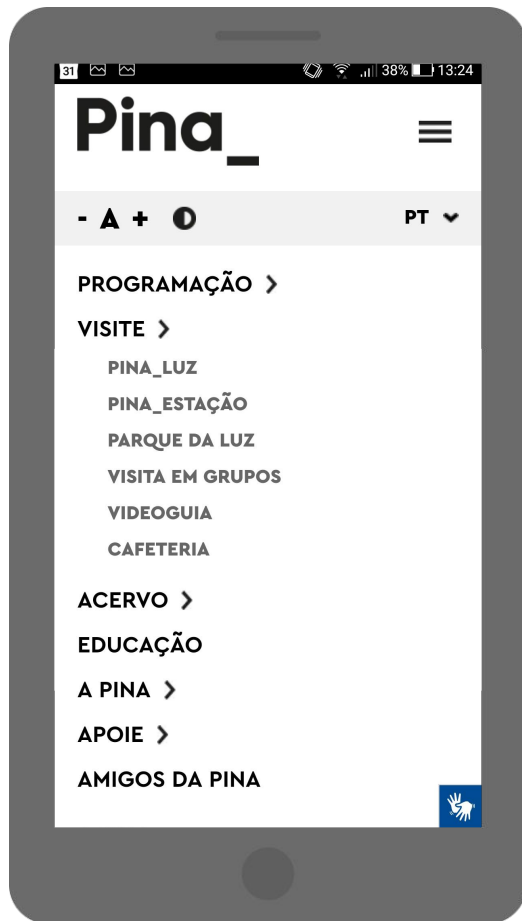 31 38% 13:24
Pina_
- A + PT
PROGRAMAÇÃO
VISITE
PINA_LUZ
PINA_ESTAÇÃO
PARQUE DA LUZ
VISITA EM GRUPOS
VIDEOGUIA
CAFETERIA
ACERVO
EDUCAÇÃO
A PINA
APOIE
AMIGOS DA PINA